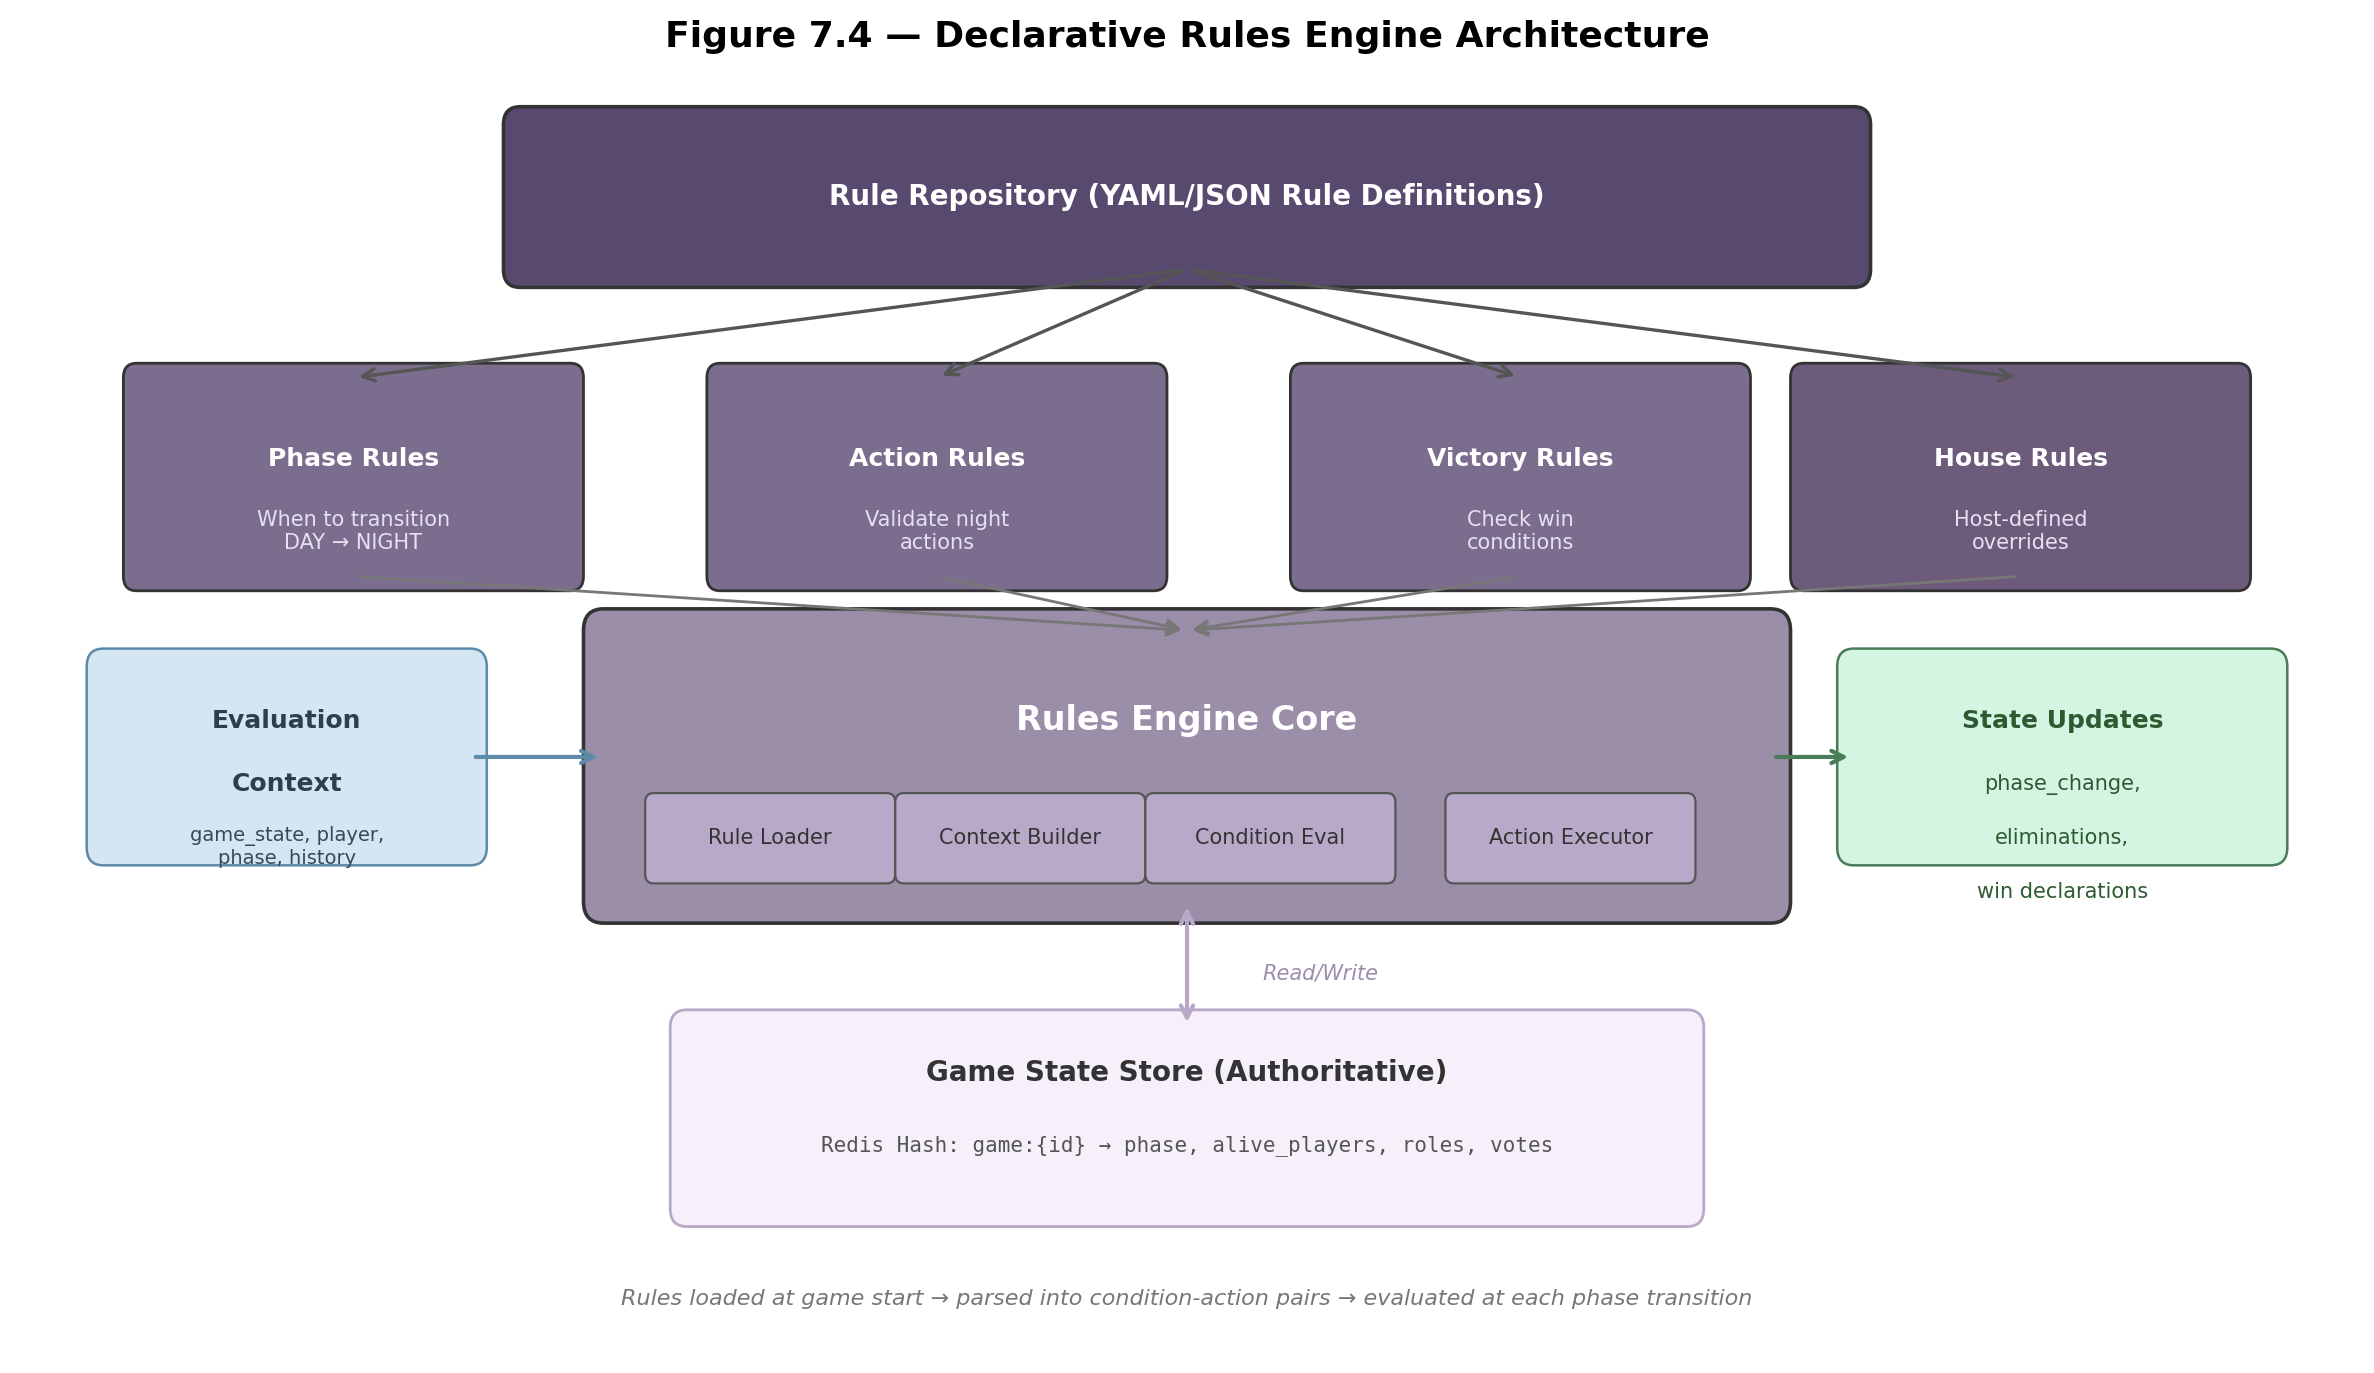 Figure 7.4 — Declarative Rules Engine Architecture
Rule Repository (YAML/JSON Rule Definitions)
Phase Rules
When to transition
DAY → NIGHT
Action Rules
Validate night
actions
Victory Rules
Check win
conditions
House Rules
Host-defined
overrides
Evaluation
Context
game_state, player,
phase, history
Rules Engine Core
Rule Loader
Context Builder
Condition Eval
Action Executor
State Updates
phase_change,
eliminations,
win declarations
Read/Write
Game State Store (Authoritative)
Redis Hash: game:{id} → phase, alive_players, roles, votes
Rules loaded at game start → parsed into condition-action pairs → evaluated at each phase transition